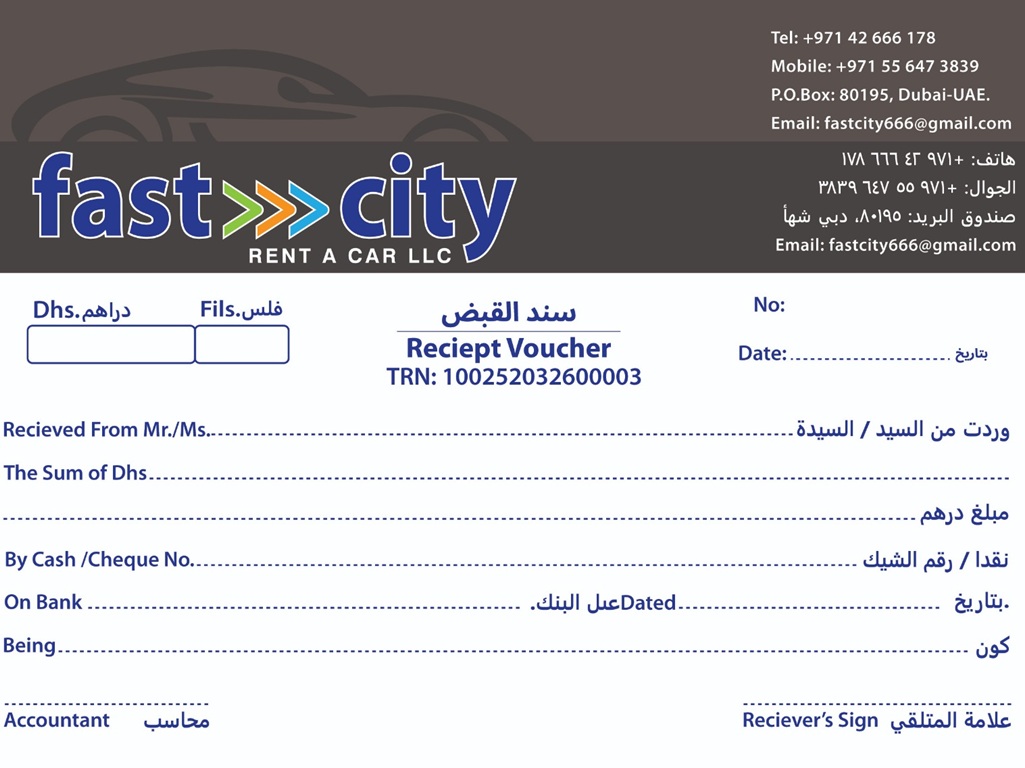 Tel: +971 42 666 178
Mobile: +971 55 647 3839
P.O.Box: 80195, Dubai-UAE.
Email: fastcity666@gmail.com
هاتف: +٩٧١ ٤٢ ٦٦٦ ١٧٨
الجوال: +٩٧١ ٥٥ ٦٤٧ ٣٨٣٩
صندوق البريد: ٨٠١٩٥، دبي شهأ
Email: fastcity666@gmail.com
fast city
RENT A CAR LLC
Dhs.دراهم Fils.فلس
سند القبض
Reciept Voucher
TRN: 100252032600003
No:
Date: بتاريخ
Recieved From Mr./Ms. وردت من السيد / السيدة
The Sum of Dhs
مبلغ درهم
By Cash /Cheque No. نقدا / رقم الشيك
On Bank عبل البنك. Dated بتاريخ.
Being كون
Accountant محاسب
Reciever's Sign علامة المتلقي